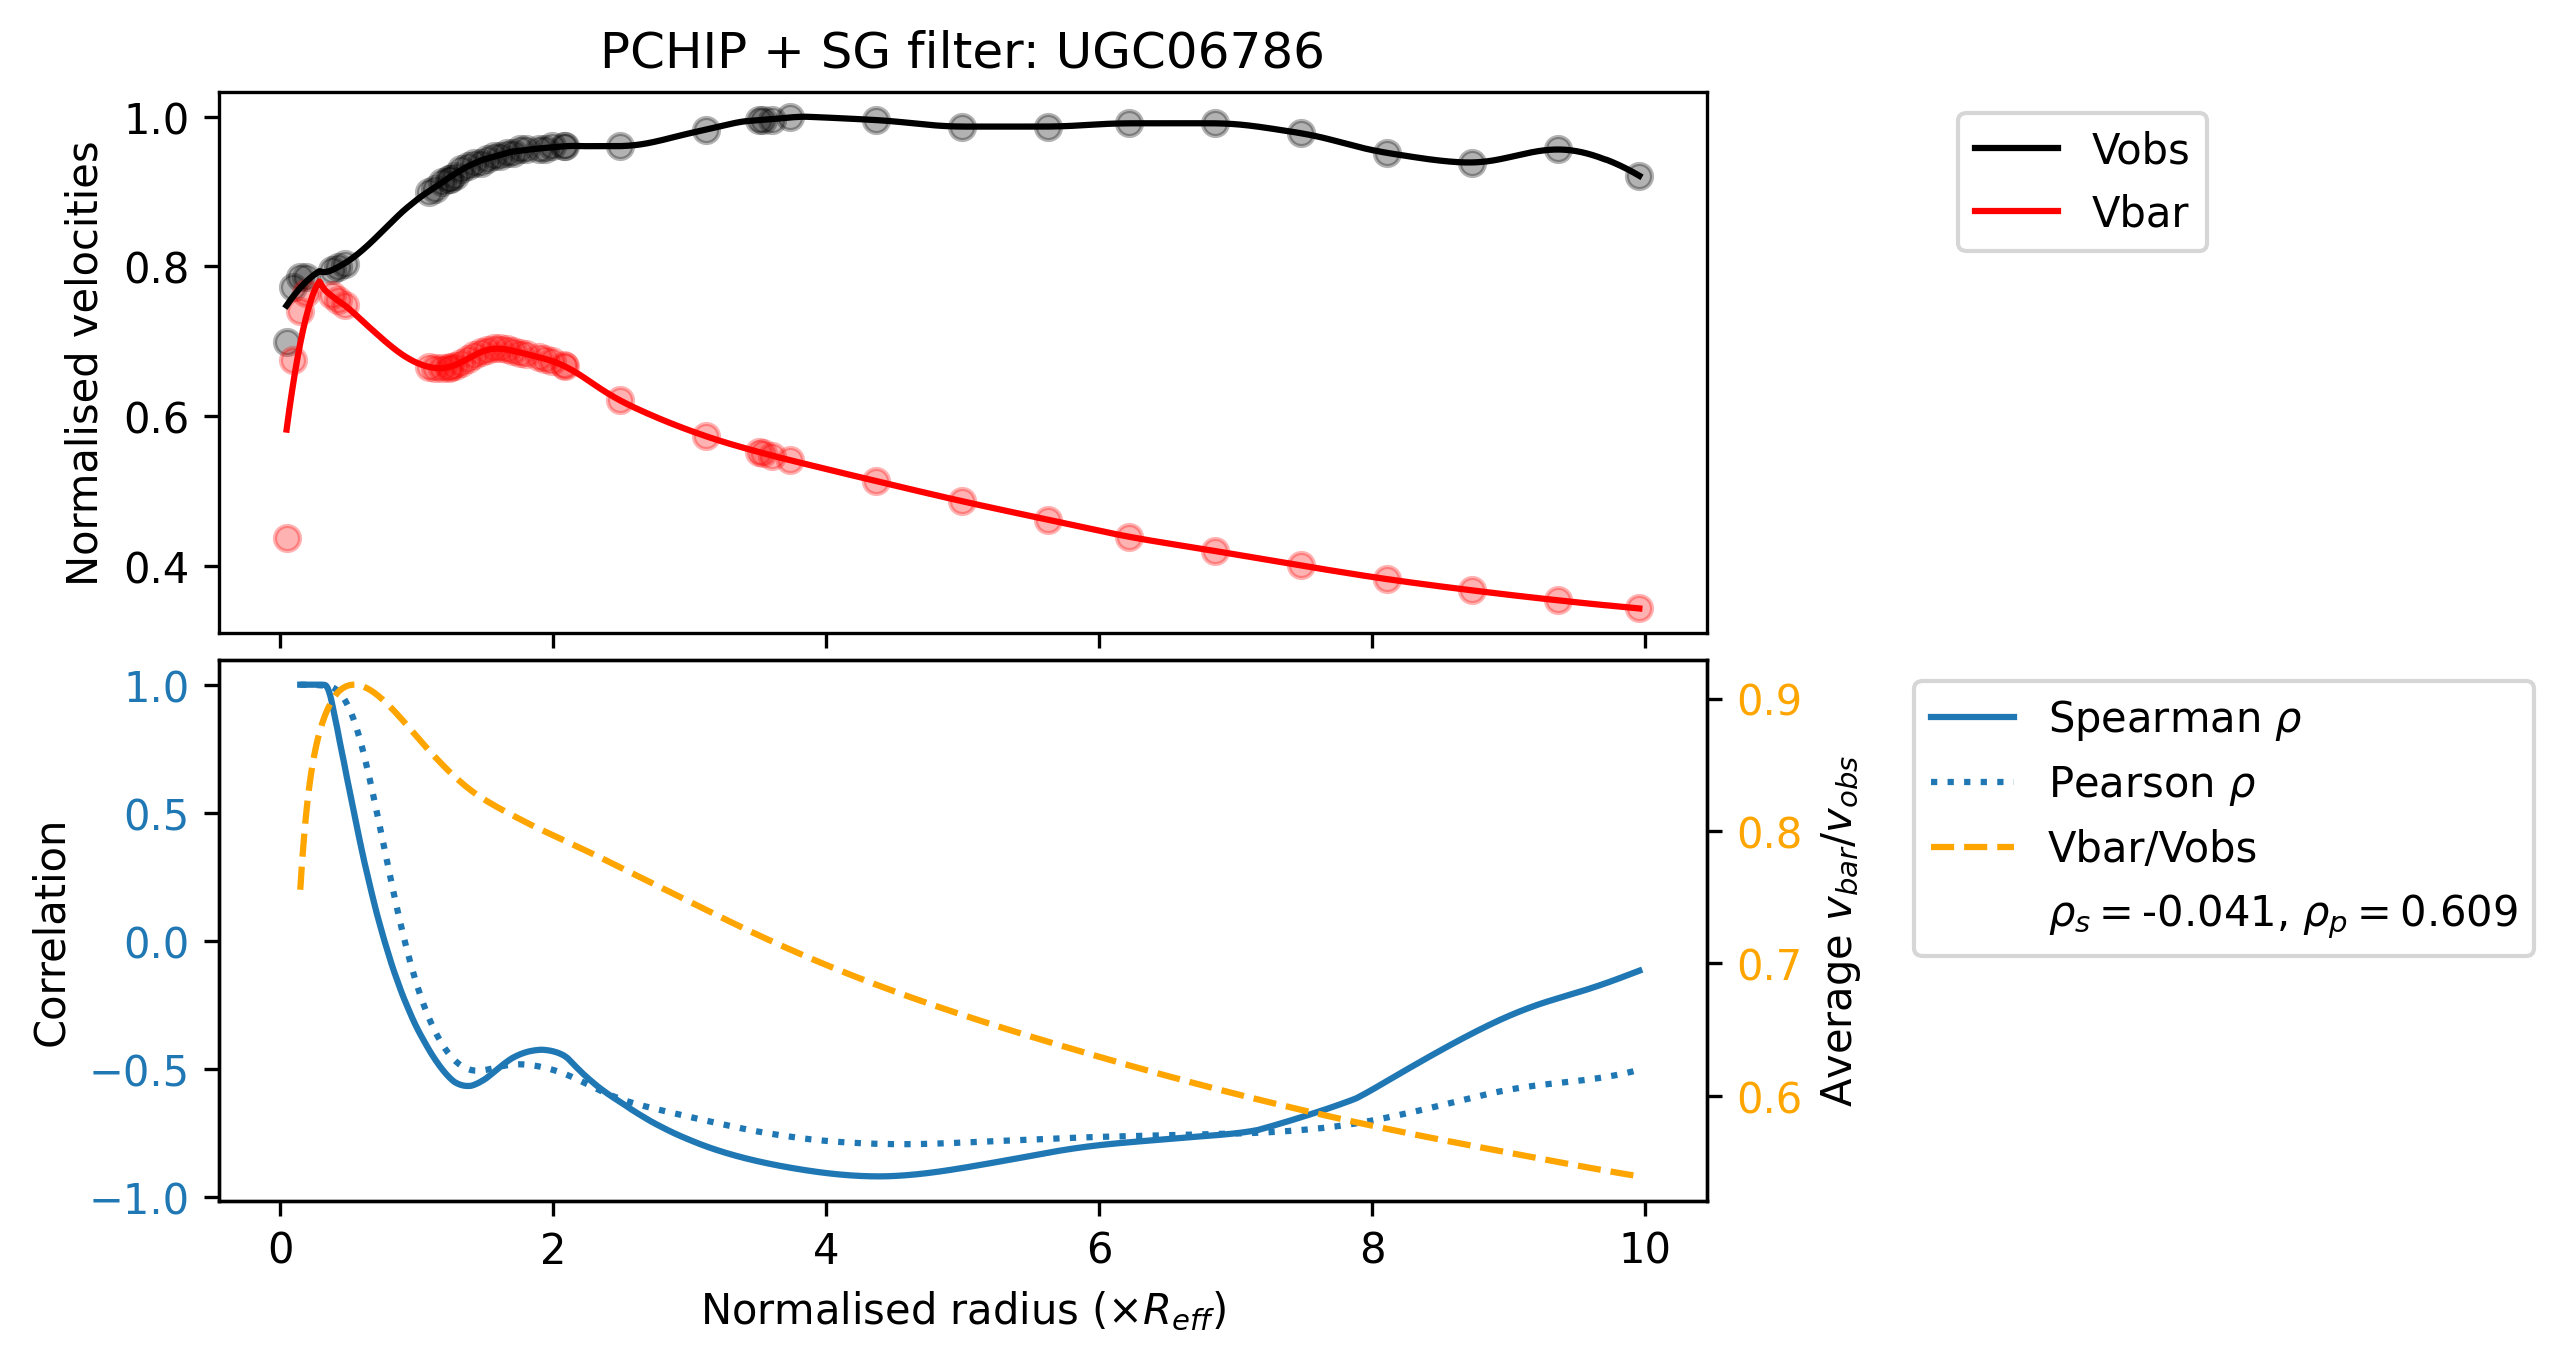 PCHIP + SG filter: UGC06786
Normalised velocities
1.0
0.8
0.6
0.4
Vobs
Vbar
Correlation
1.0
0.5
0.0
−0.5
−1.0
0.9
0.8
0.7
0.6
Average v_bar/v_obs
Spearman ρ
Pearson ρ
Vbar/Vobs
ρ_s = -0.041, ρ_p = 0.609
0 2 4 6 8 10
Normalised radius (×R_eff)